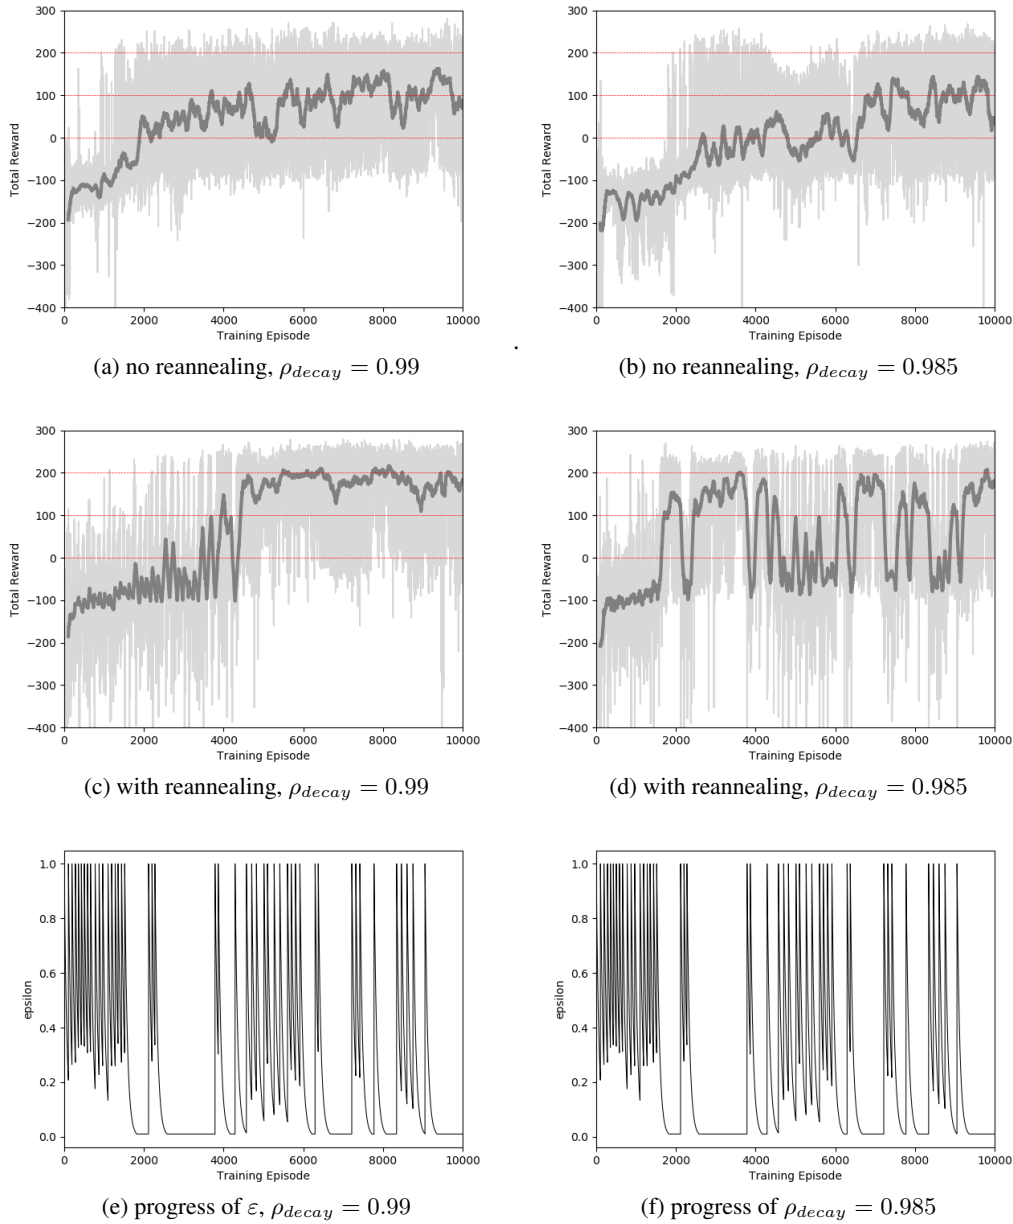 300
200
100
0
−100
−200
−300
−400
Total Reward
0 2000 4000 6000 8000 10000
Training Episode
(a) no reannealing, ρdecay = 0.99
300
200
100
0
−100
−200
−300
−400
Total Reward
0 2000 4000 6000 8000 10000
Training Episode
.
(b) no reannealing, ρdecay = 0.985
300
200
100
0
−100
−200
−300
−400
Total Reward
0 2000 4000 6000 8000 10000
Training Episode
(c) with reannealing, ρdecay = 0.99
300
200
100
0
−100
−200
−300
−400
Total Reward
0 2000 4000 6000 8000 10000
Training Episode
(d) with reannealing, ρdecay = 0.985
1.0
0.8
0.6
0.4
0.2
0.0
epsilon
0 2000 4000 6000 8000 10000
Training Episode
(e) progress of ε, ρdecay = 0.99
1.0
0.8
0.6
0.4
0.2
0.0
epsilon
0 2000 4000 6000 8000 10000
Training Episode
(f) progress of ρdecay = 0.985